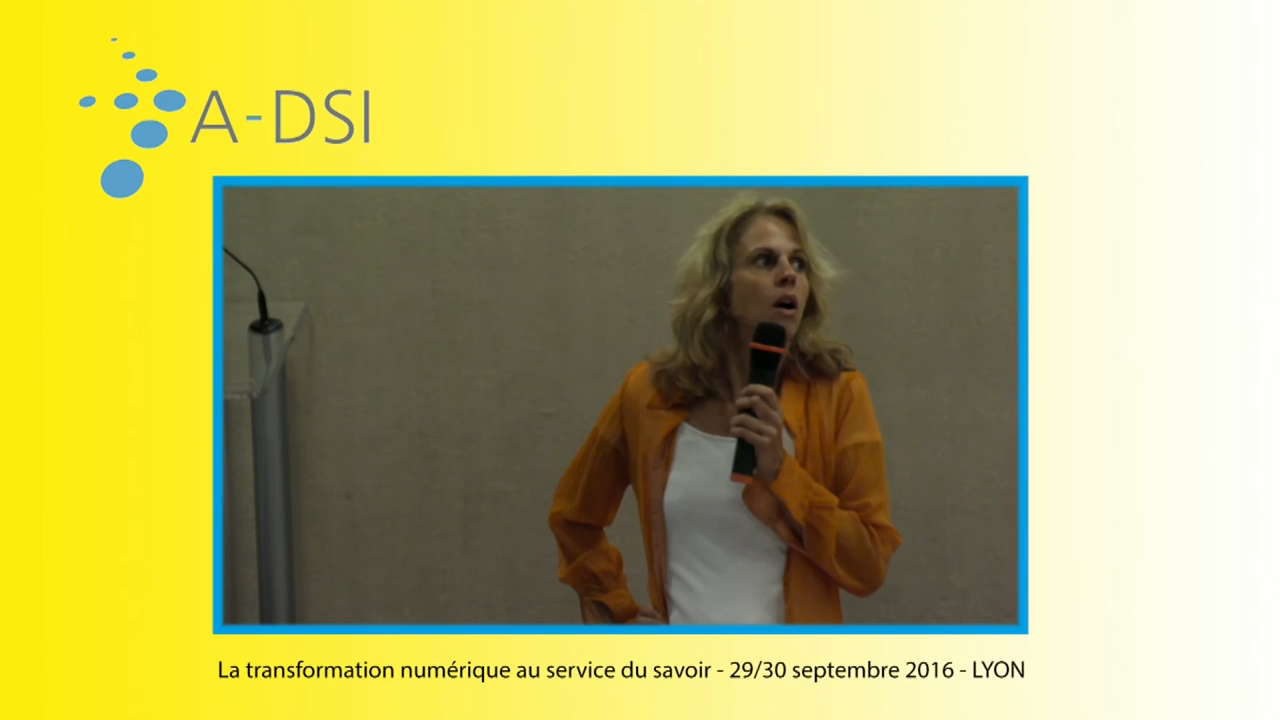 A-DSI
La transformation numérique au service du savoir - 29/30 septembre 2016 - LYON